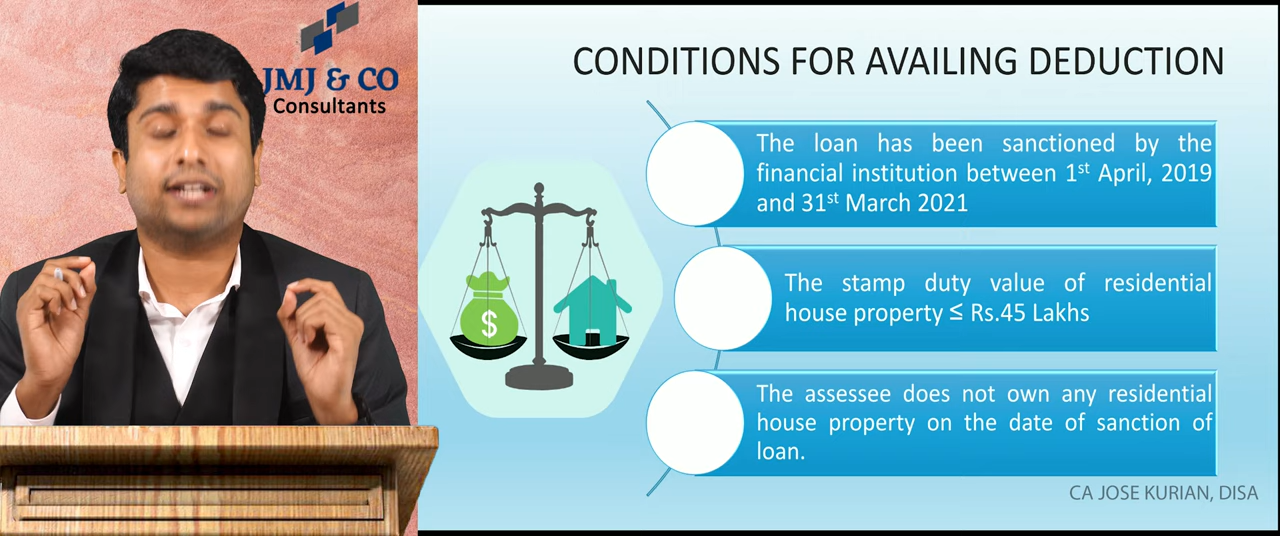 JMJ & CO
Consultants
CONDITIONS FOR AVAILING DEDUCTION
The loan has been sanctioned by the
financial institution between 1st April, 2019
and 31st March 2021
The stamp duty value of residential
house property ≤ Rs.45 Lakhs
$
The assessee does not own any residential
house property on the date of sanction of
loan.
CA JOSE KURIAN, DISA